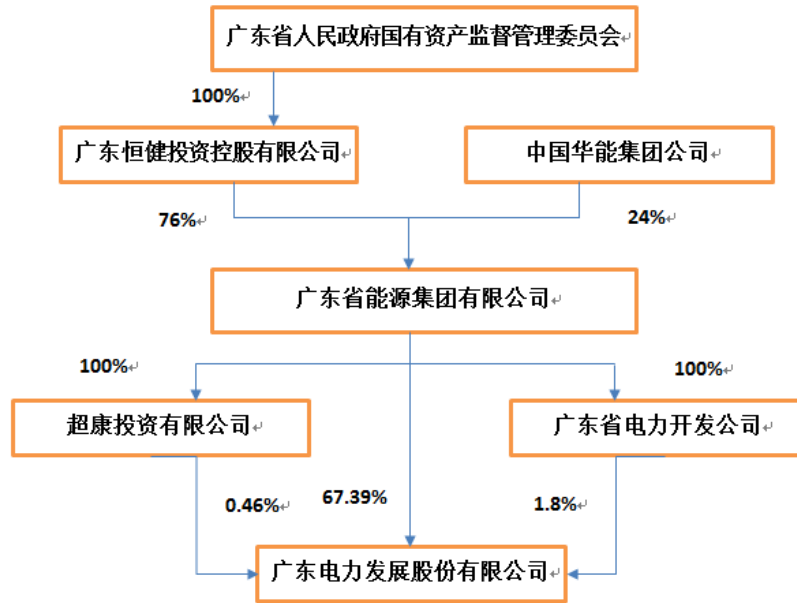 广东省人民政府国有资产监督管理委员会
100%
广东恒健投资控股有限公司
中国华能集团公司
76%
24%
广东省能源集团有限公司
100%
100%
超康投资有限公司
广东省电力开发公司
0.46%
67.39%
1.8%
广东电力发展股份有限公司